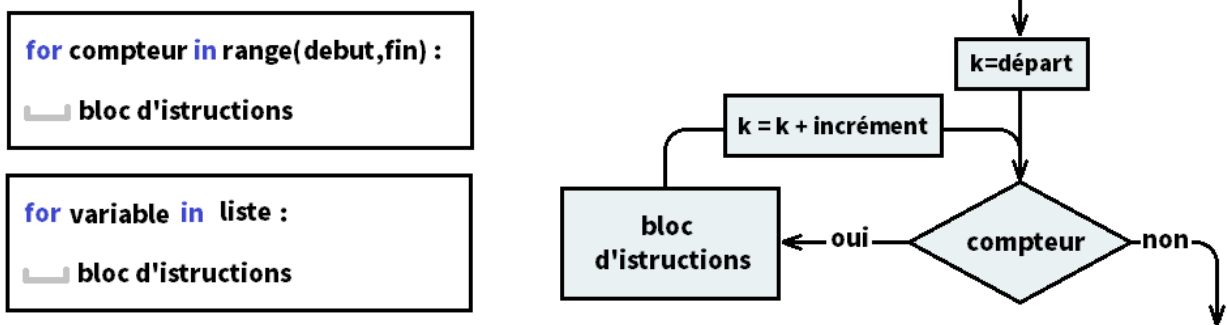 for compteur in range(debut,fin) :
bloc d'istructions
for variable in liste :
bloc d'istructions
k=départ
k = k + incrément
bloc
d'istructions
oui
compteur
non